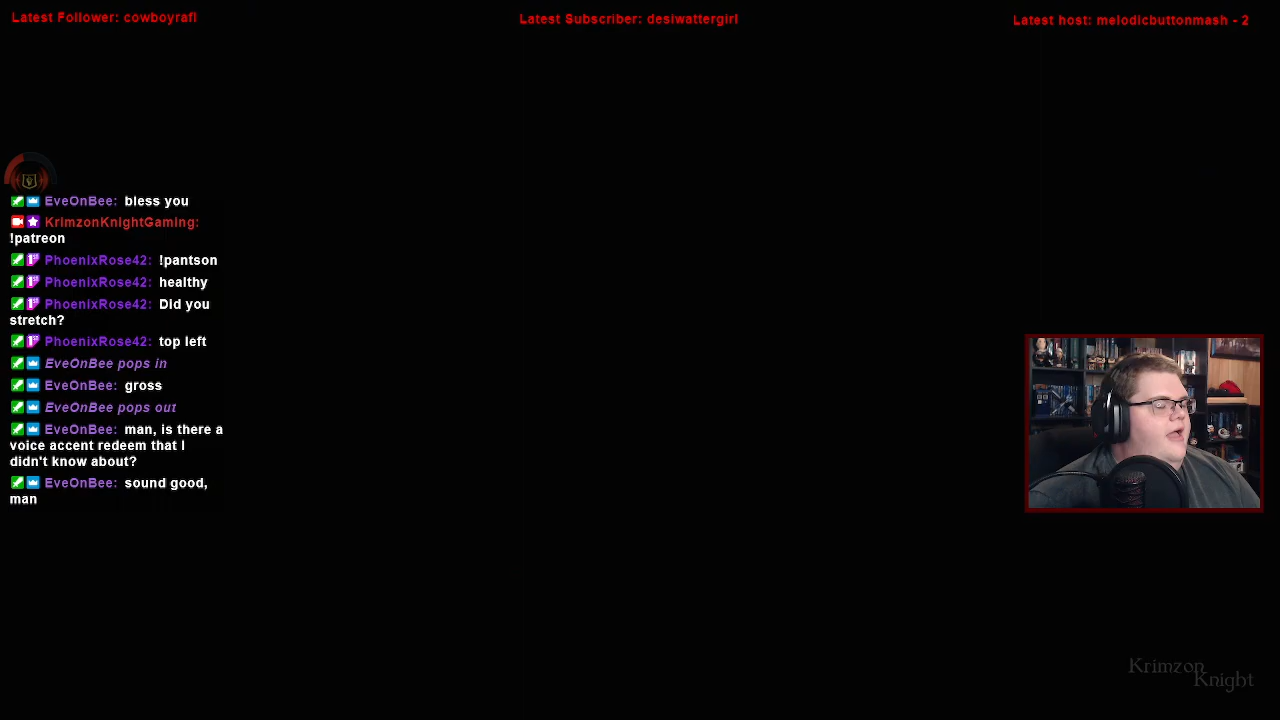 Latest Follower: cowboyrafl
Latest Subscriber: desiwattergirl
Latest host: melodicbuttonmash - 2
EveOnBee: bless you
KrimzonKnightGaming:
!patreon
PhoenixRose42: !pantson
PhoenixRose42: healthy
PhoenixRose42: Did you
stretch?
PhoenixRose42: top left
EveOnBee pops in
EveOnBee: gross
EveOnBee pops out
EveOnBee: man, is there a
voice accent redeem that I
didn't know about?
EveOnBee: sound good,
man
Krimzon
Knight